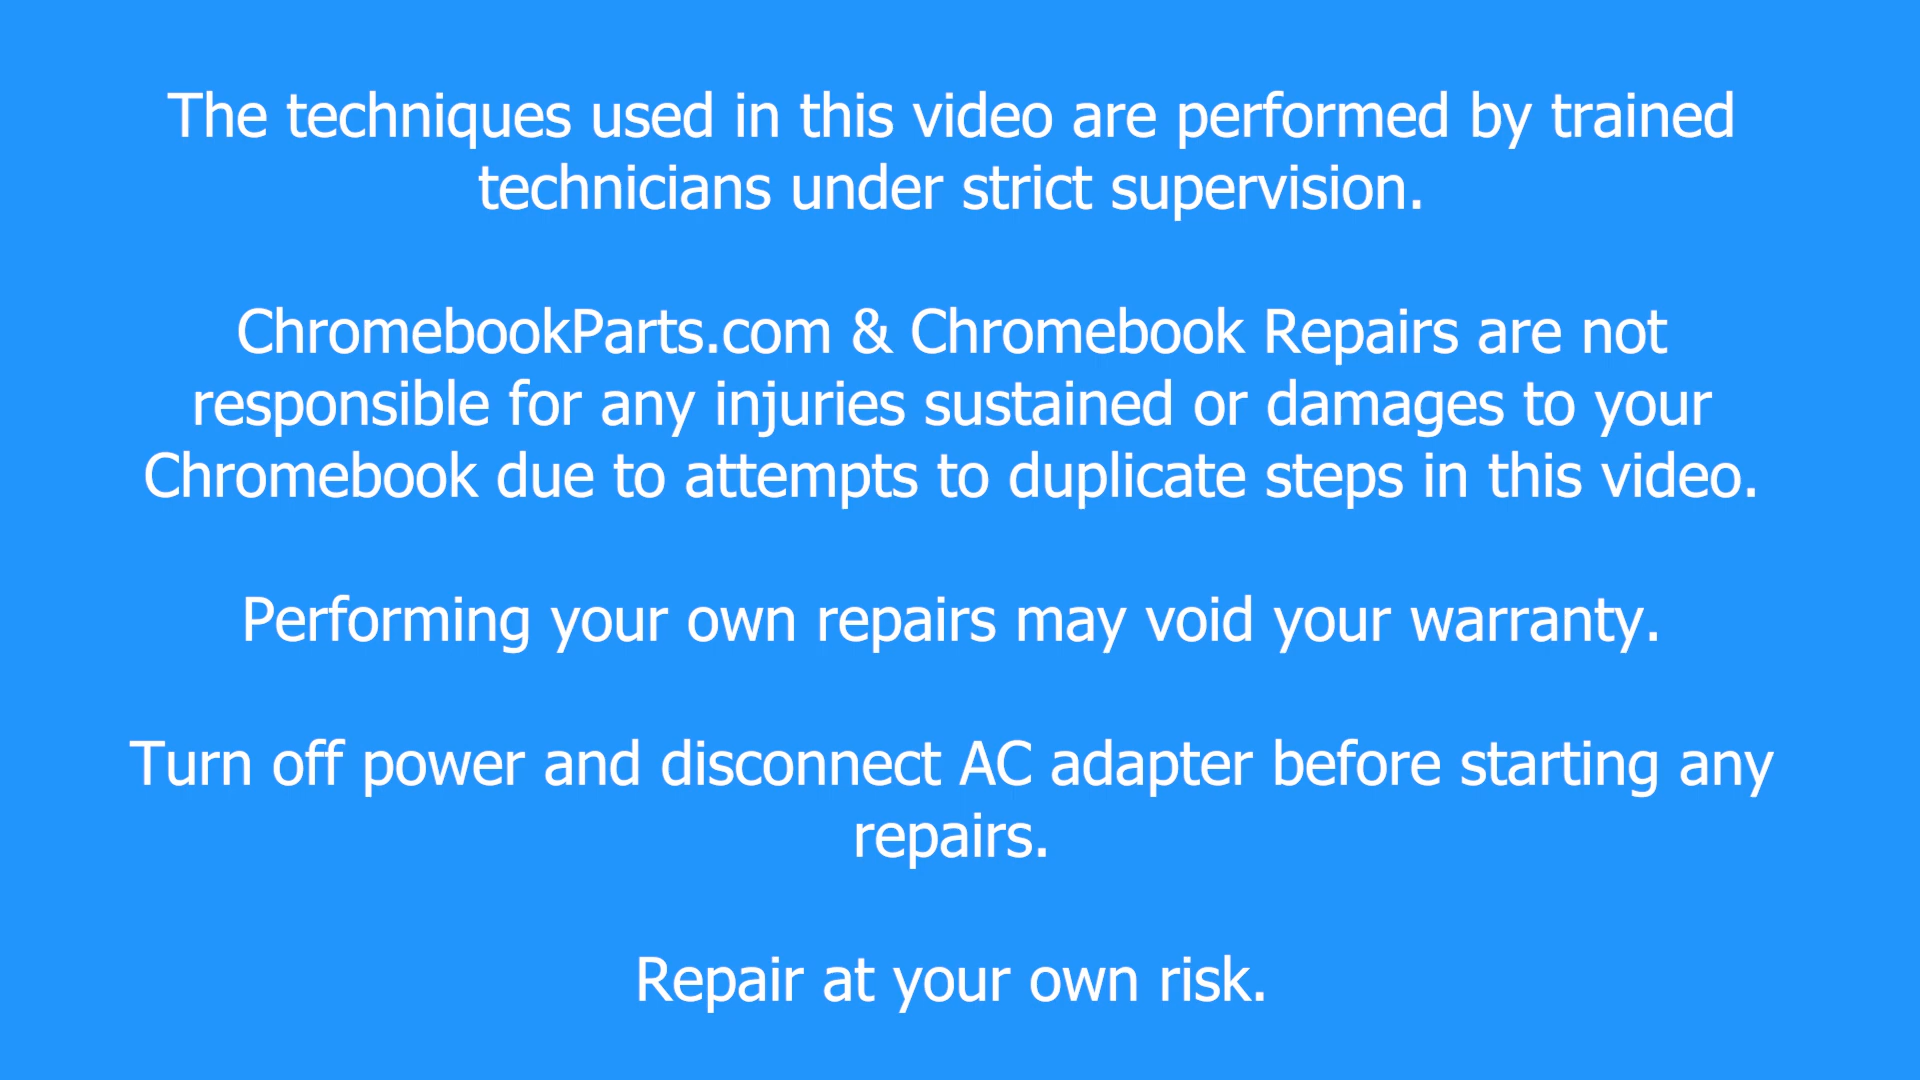 The techniques used in this video are performed by trained
technicians under strict supervision.
ChromebookParts.com & Chromebook Repairs are not
responsible for any injuries sustained or damages to your
Chromebook due to attempts to duplicate steps in this video.
Performing your own repairs may void your warranty.
Turn off power and disconnect AC adapter before starting any
repairs.
Repair at your own risk.